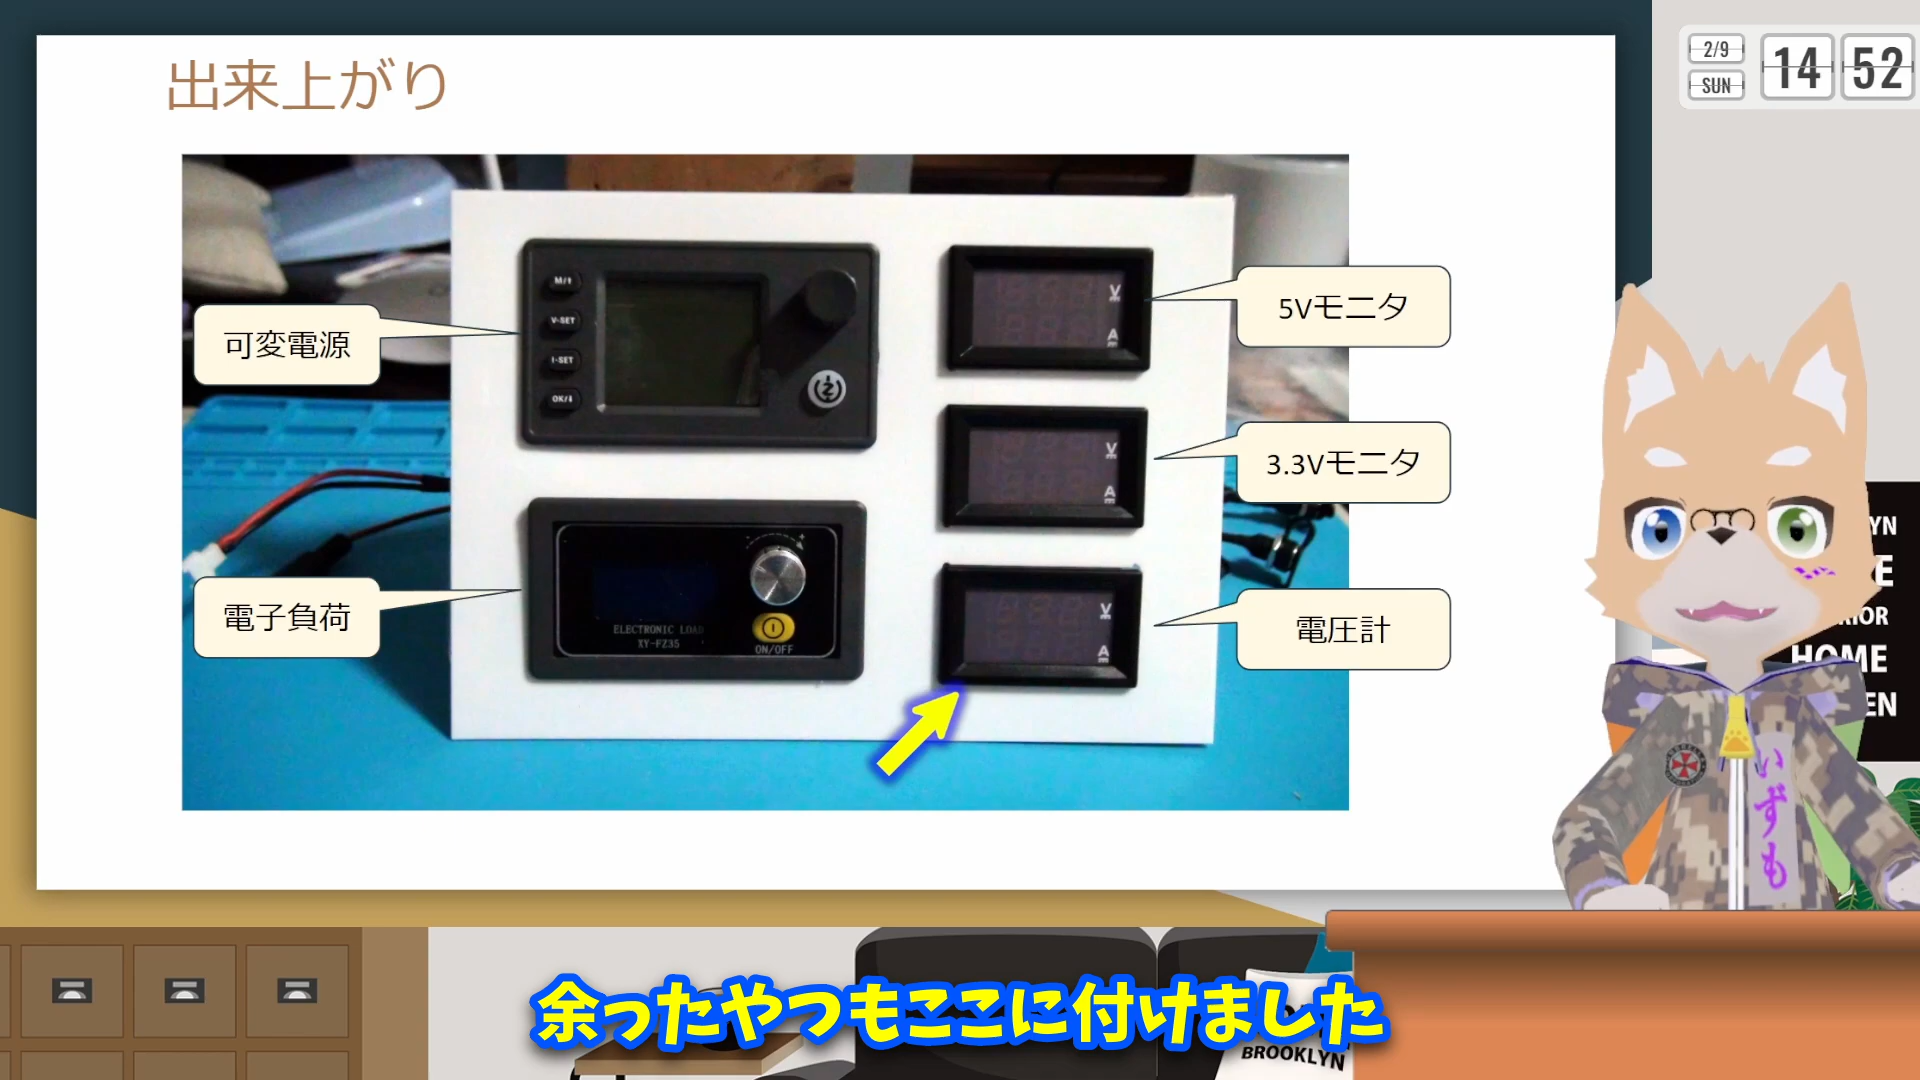 出来上がり
2/9
SUN
14
52
M/⬆
V-SET
I-SET
OK/⬇
V
A
V
A
V
A
可変電源
電子負荷
5Vモニタ
3.3Vモニタ
電圧計
ELECTRONIC LOAD
XY-FZ35
ON/OFF
YN
E
RIOR
HOME
EN
いずも
余ったやつもここに付けました
BROOKLYN